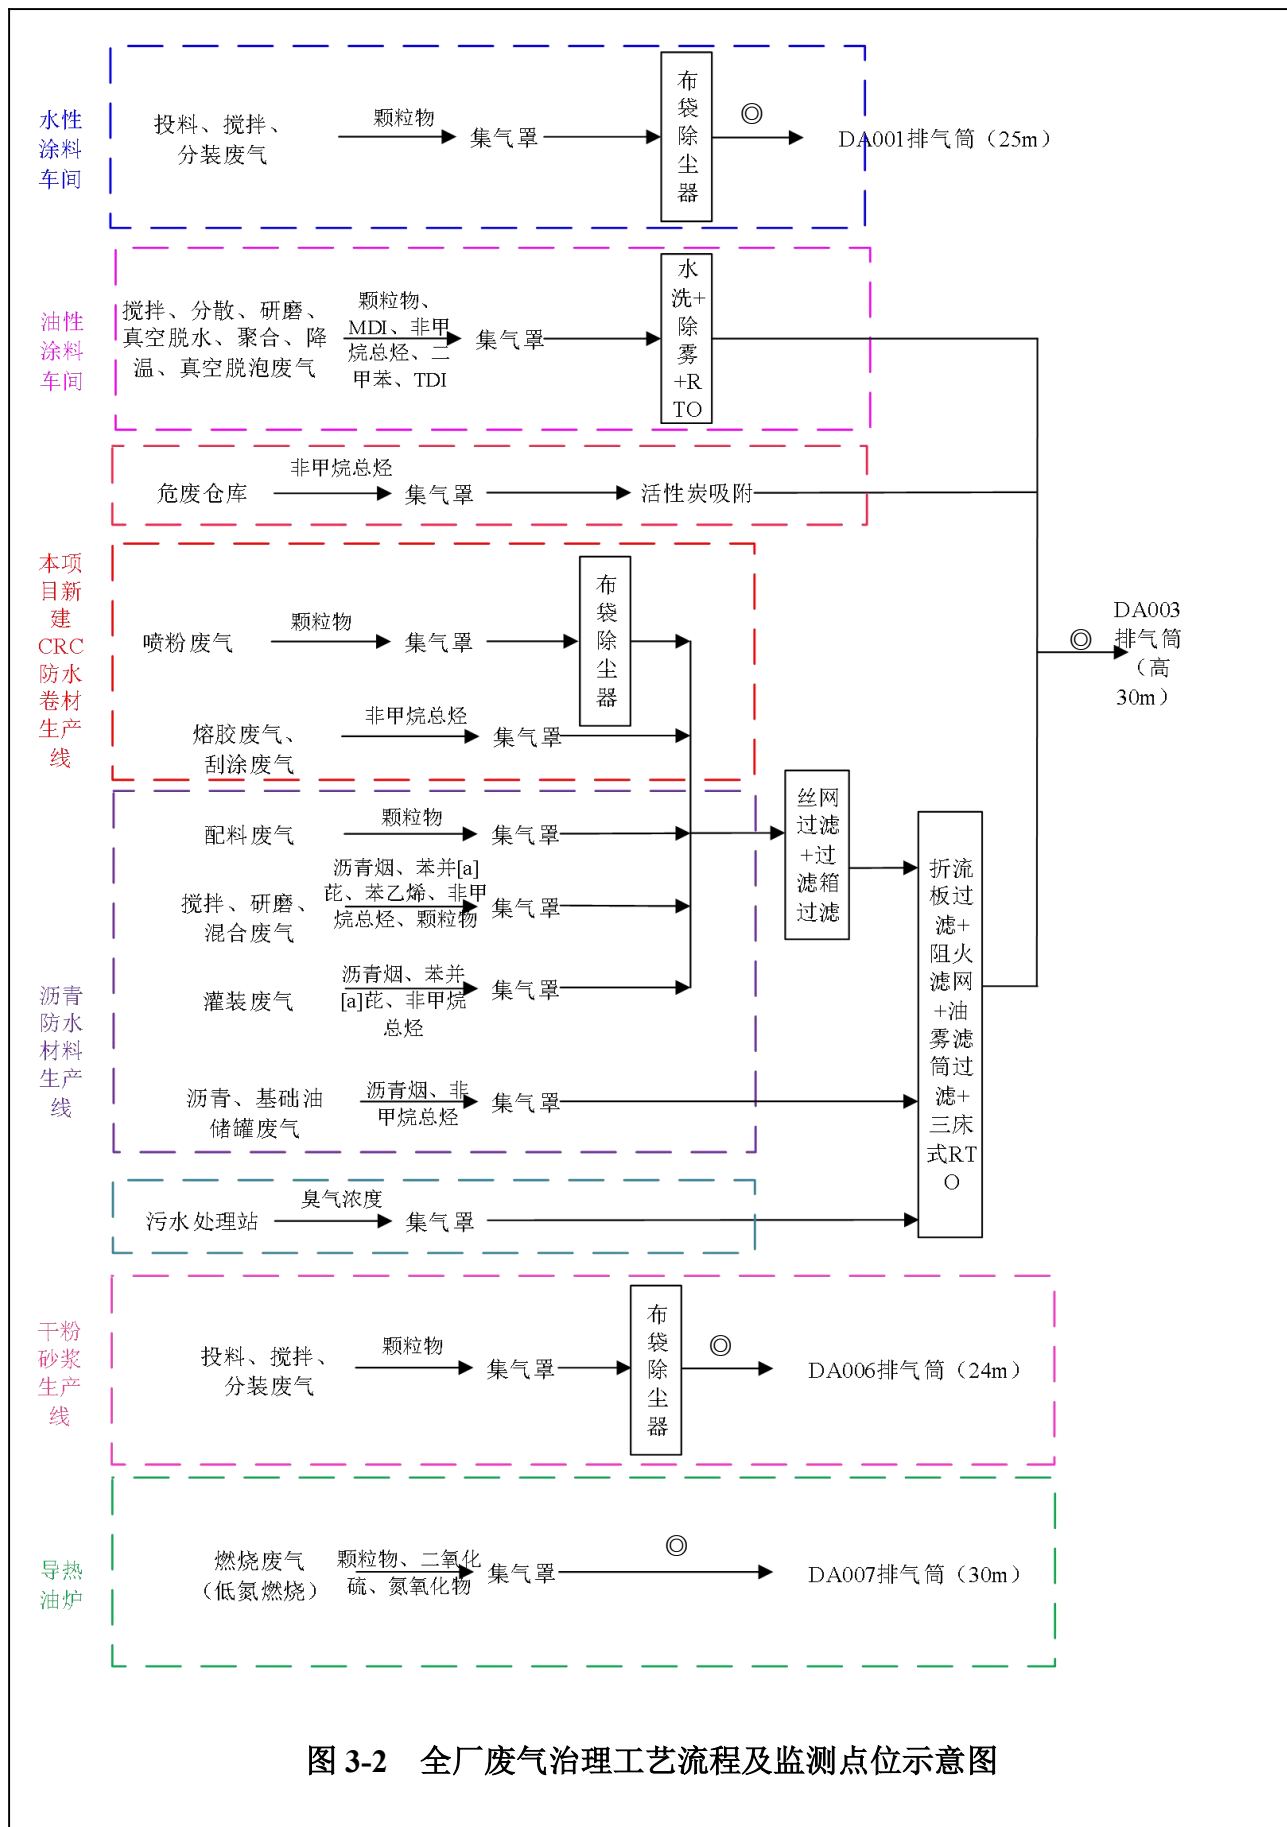 水性
涂料
车间
投料、搅拌、
分装废气
颗粒物
集气罩
布
袋
除
尘
器
◎
DA001排气筒（25m）
油性
涂料
车间
搅拌、分散、研磨、
真空脱水、聚合、降
温、真空脱泡废气
颗粒物、
MDI、非甲
烷总烃、二
甲苯、TDI
集气罩
水
洗+
除
雾
+R
TO
危废仓库
非甲烷总烃
集气罩
活性炭吸附
本项
目新
建
CRC
防水
卷材
生产
线
喷粉废气
颗粒物
集气罩
布
袋
除
尘
器
熔胶废气、
刮涂废气
非甲烷总烃
集气罩
◎
DA003
排气筒
（高
30m）
沥青
防水
材料
生产
线
配料废气
颗粒物
集气罩
搅拌、研磨、
混合废气
沥青烟、苯并[a]
芘、苯乙烯、非甲
烷总烃、颗粒物
集气罩
灌装废气
沥青烟、苯并
[a]芘、非甲烷
总烃
集气罩
沥青、基础油
储罐废气
沥青烟、非
甲烷总烃
集气罩
丝网
过滤
+过
滤箱
过滤
折流
板过
滤+
阻火
滤网
+油
雾滤
筒过
滤+
三床
式RT
O
污水处理站
臭气浓度
集气罩
干粉
砂浆
生产
线
投料、搅拌、
分装废气
颗粒物
集气罩
布
袋
除
尘
器
◎
DA006排气筒（24m）
导热
油炉
燃烧废气
（低氮燃烧）
颗粒物、二氧化
硫、氮氧化物
集气罩
◎
DA007排气筒（30m）
图 3-2 全厂废气治理工艺流程及监测点位示意图